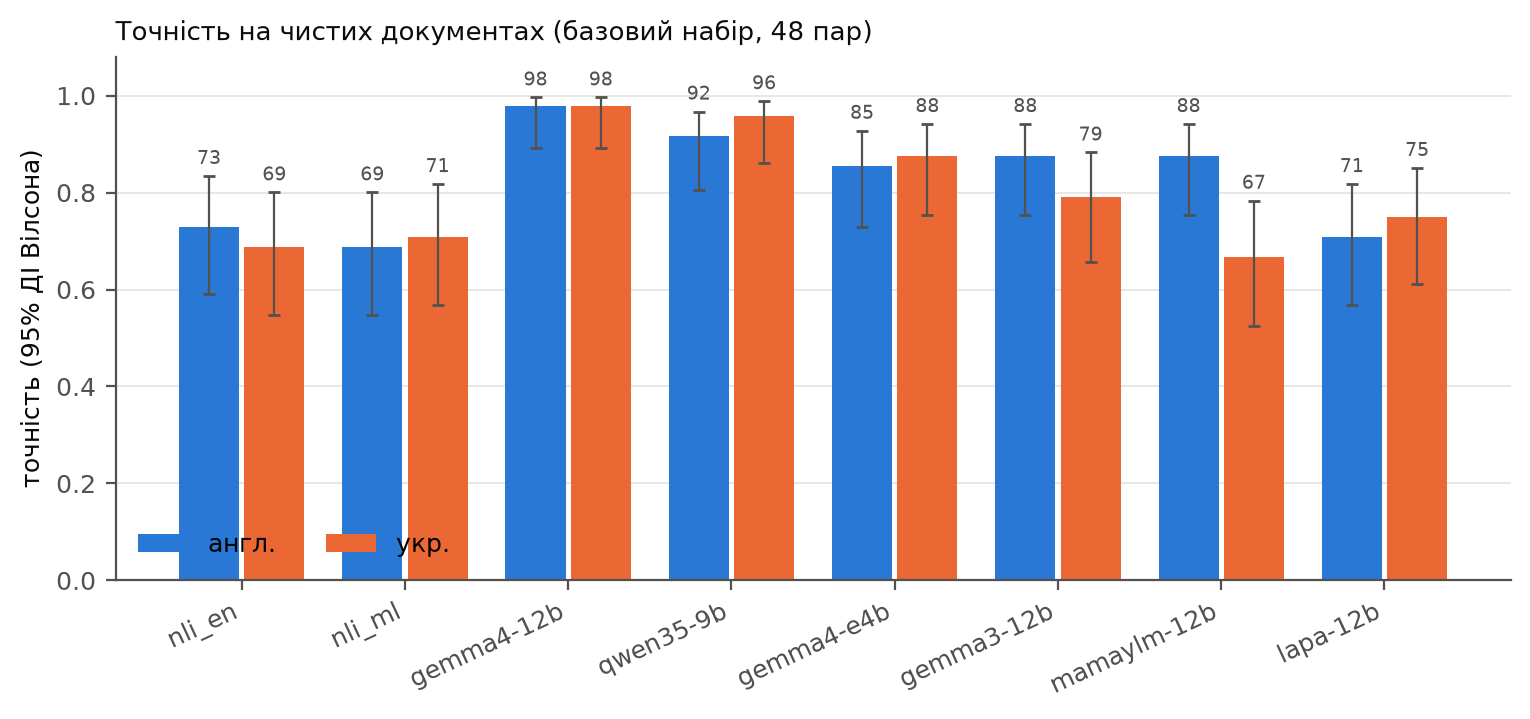 Точність на чистих документах (базовий набір, 48 пар)
точність (95% ДІ Вілсона)
1.0
0.8
0.6
0.4
0.2
0.0
73
69
69
71
98
98
92
96
85
88
88
79
88
67
71
75
англ.
укр.
nli_en
nli_ml
gemma4-12b
qwen35-9b
gemma4-e4b
gemma3-12b
mamaylm-12b
lapa-12b